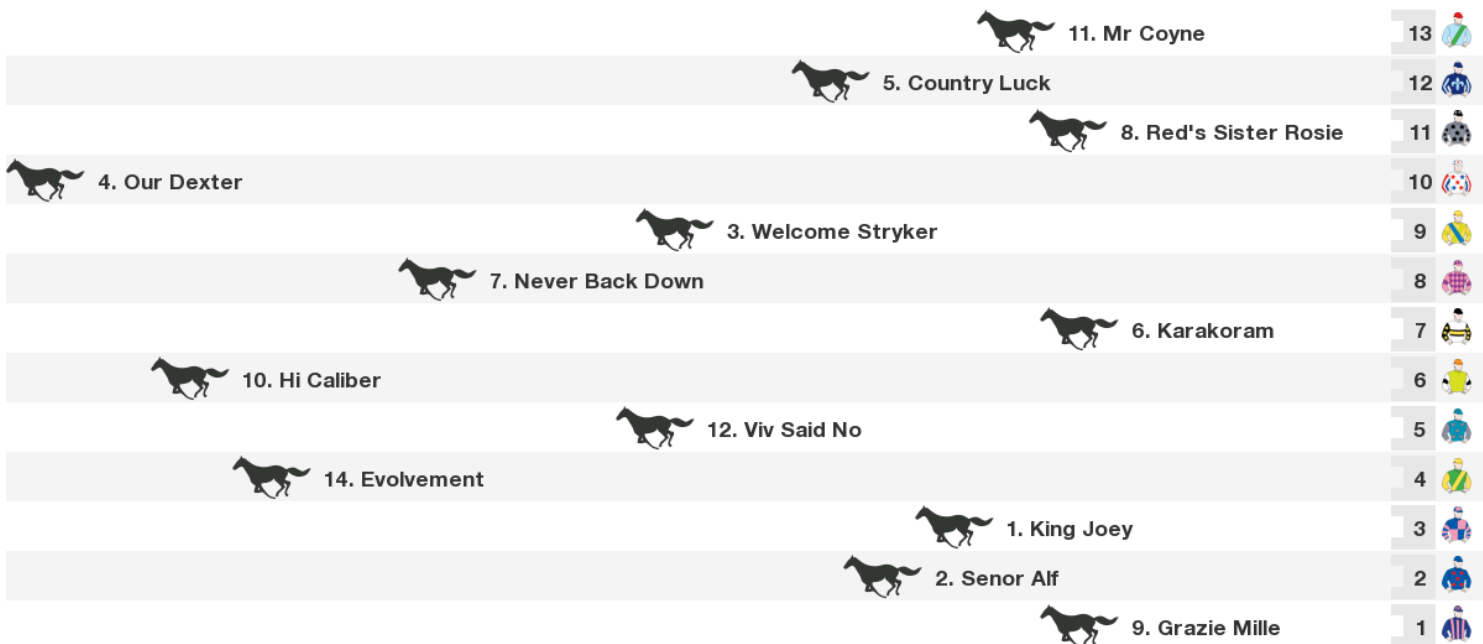 11. Mr Coyne 13
5. Country Luck 12
8. Red's Sister Rosie 11
4. Our Dexter 10
3. Welcome Stryker 9
7. Never Back Down 8
6. Karakoram 7
10. Hi Caliber 6
12. Viv Said No 5
14. Evolvement 4
1. King Joey 3
2. Senor Alf 2
9. Grazie Mille 1